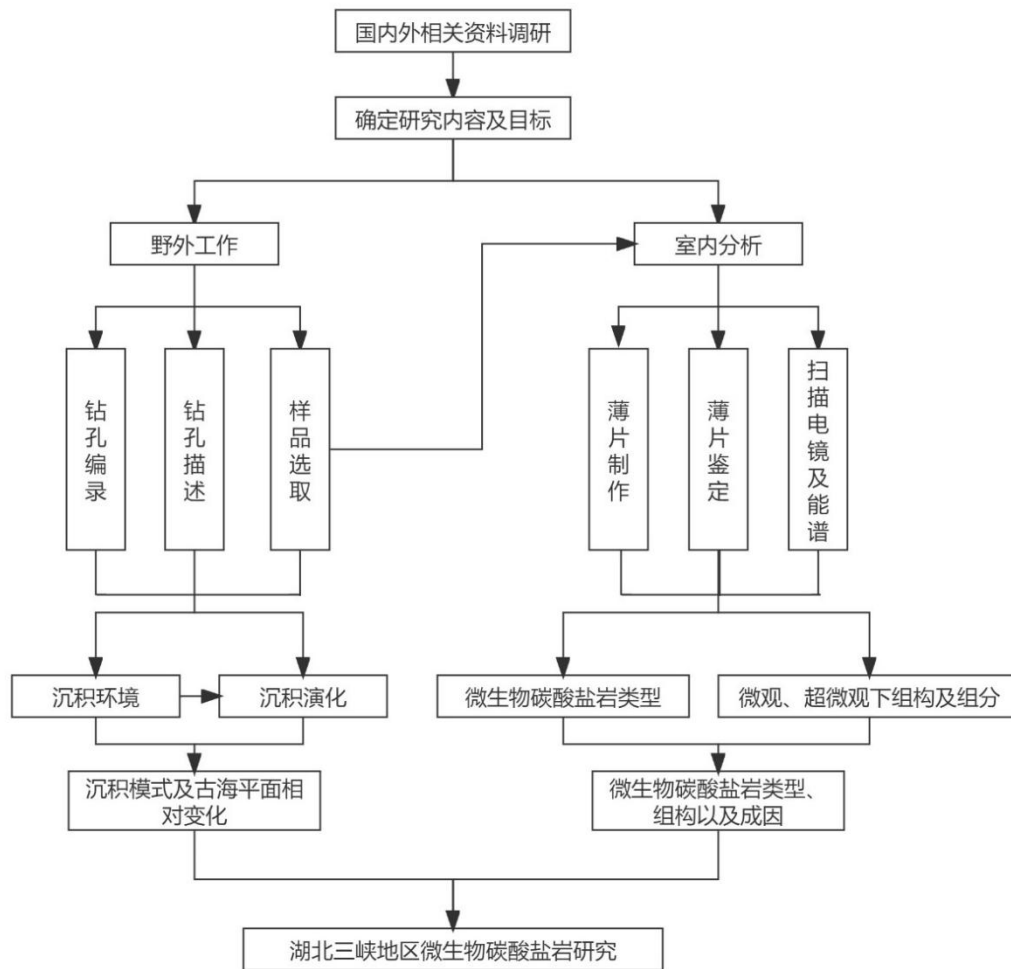 国内外相关资料调研
确定研究内容及目标
野外工作
室内分析
钻孔编录
钻孔描述
样品选取
薄片制作
薄片鉴定
扫描电镜及能谱
沉积环境
沉积演化
微生物碳酸盐岩类型
微观、超微观下组构及组分
沉积模式及古海平面相
对变化
微生物碳酸盐岩类型、
组构以及成因
湖北三峡地区微生物碳酸盐岩研究